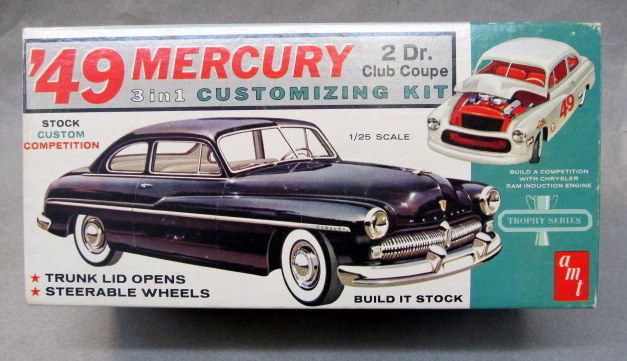 '49 MERCURY 2 Dr.
Club Coupe
3 in 1 CUSTOMIZING KIT
STOCK
CUSTOM
COMPETITION
1/25 SCALE
49
BUILD A COMPETITION
WITH CHRYSLER
RAM INDUCTION ENGINE
TROPHY SERIES
★ TRUNK LID OPENS
★ STEERABLE WHEELS
BUILD IT STOCK
amt